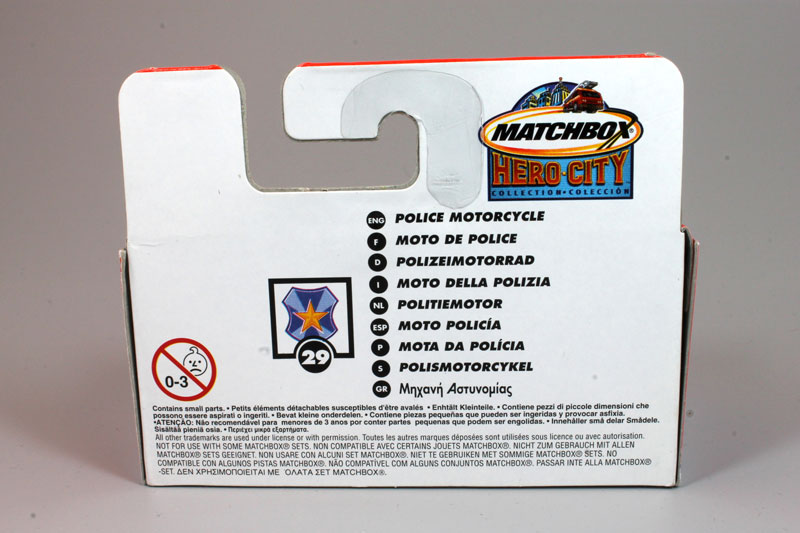 MATCHBOX®
HERO·CITY
COLLECTION • COLECCIÓN
ENG POLICE MOTORCYCLE
F MOTO DE POLICE
D POLIZEIMOTORRAD
I MOTO DELLA POLIZIA
NL POLITIEMOTOR
ESP MOTO POLICÍA
P MOTA DA POLÍCIA
S POLISMOTORCYKEL
GR Μηχανή Αστυνομίας
29
0-3
Contains small parts. • Petits éléments détachables susceptibles d'être avalés • Enthält Kleinteile. • Contiene pezzi di piccole dimensioni che
possono essere aspirati o ingeriti. • Bevat kleine onderdelen. • Contiene piezas pequeñas que pueden ser ingeridas y provocar asfixia.
•ATENÇÃO: Não recomendável para menores de 3 anos por conter partes pequenas que podem ser engolidas. • Innehåller små delar Smådele.
Sisältää pieniä osia. • Περιέχει μικρά εξαρτήματα.
All other trademarks are used under license or with permission. Toutes les autres marques déposées sont utilisées sous licence ou avec autorisation.
NOT FOR USE WITH SOME MATCHBOX® SETS. NON COMPATIBLE AVEC CERTAINS JOUETS MATCHBOX®. NICHT ZUM GEBRAUCH MIT ALLEN
MATCHBOX® SETS GEEIGNET. NON USARE CON ALCUNI SET MATCHBOX®. NIET TE GEBRUIKEN MET SOMMIGE MATCHBOX® SETS. NO
COMPATIBLE CON ALGUNOS PISTAS MATCHBOX®. NÃO COMPATÍVEL COM ALGUNS CONJUNTOS MATCHBOX®. PASSAR INTE ALLA MATCHBOX®
-SET. ΔΕΝ ΧΡΗΣΙΜΟΠΟΙΕΙΤΑΙ ΜΕ ΟΛΑΤΑ ΣΕΤ MATCHBOX®.